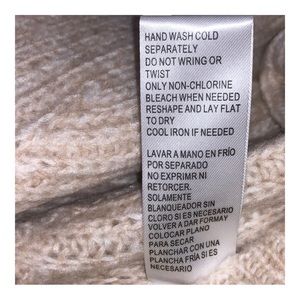 HAND WASH COLD
SEPARATELY
DO NOT WRING OR
TWIST
ONLY NON-CHLORINE
BLEACH WHEN NEEDED
RESHAPE AND LAY FLAT
TO DRY
COOL IRON IF NEEDED
LAVAR A MANO EN FRÍO
POR SEPARADO
NO EXPRIMR NI
RETORCER.
SOLAMENTE
BLANQUEADOR SIN
CLORO SI ES NECESARIO
VOLVER A DAR FORMAY
COLOCAR PLANO
PARA SECAR
PLANCHAR CON UNA
PLANCHA FRÍA SI ES
NECESARIO